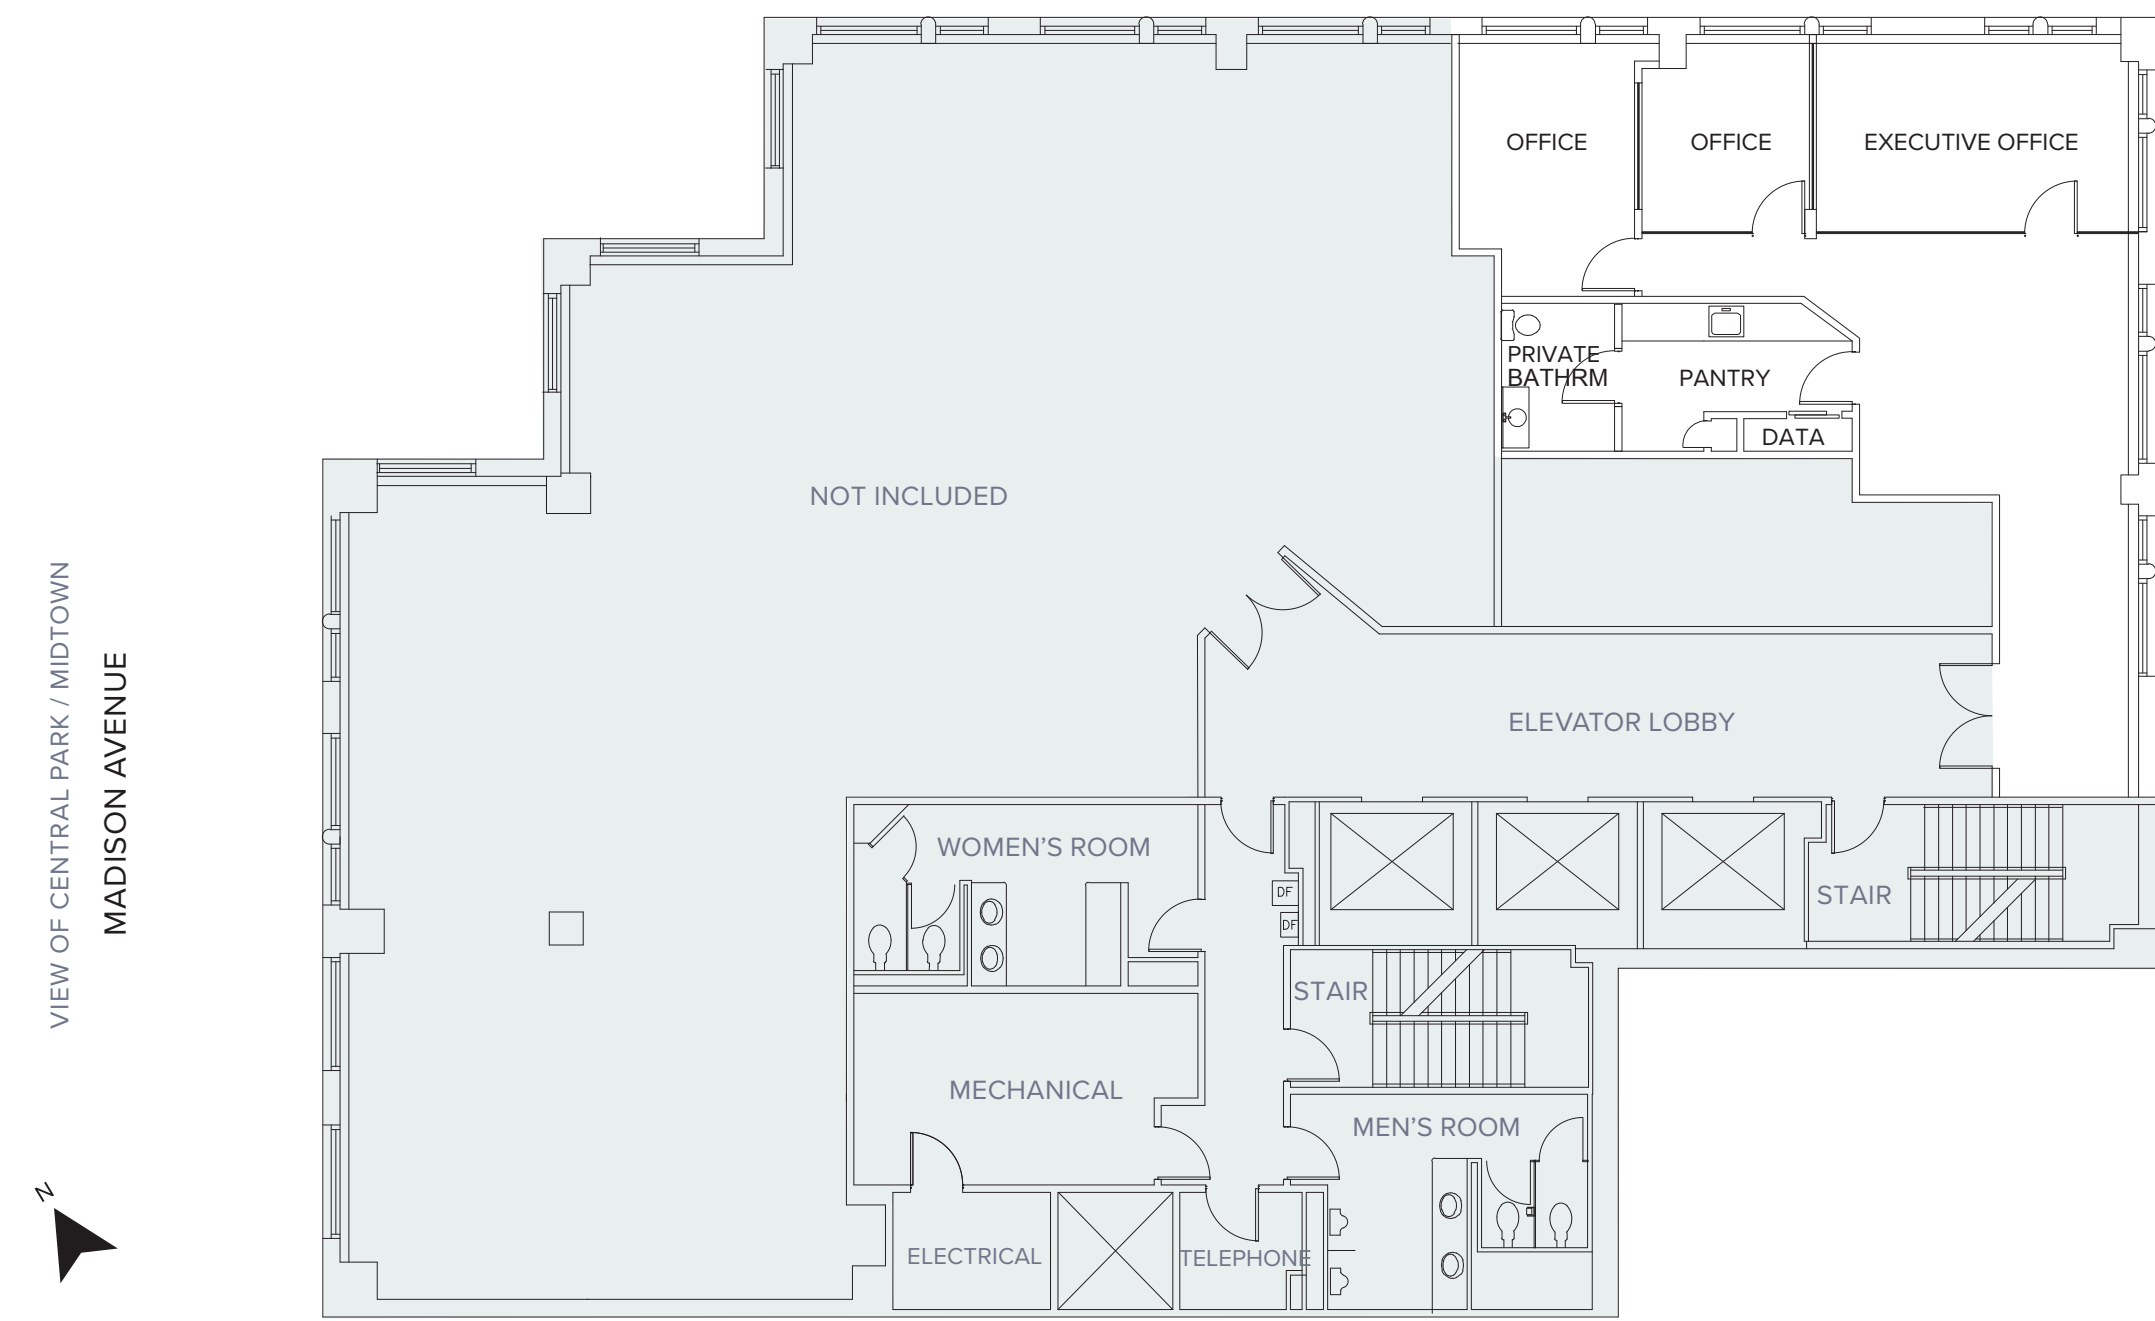 OFFICE
OFFICE
EXECUTIVE OFFICE
PRIVATE
BATHRM
PANTRY
DATA
NOT INCLUDED
ELEVATOR LOBBY
VIEW OF CENTRAL PARK / MIDTOWN
MADISON AVENUE
WOMEN’S ROOM
DF
DF
STAIR
STAIR
MECHANICAL
MEN’S ROOM
ELECTRICAL
TELEPHONE
N